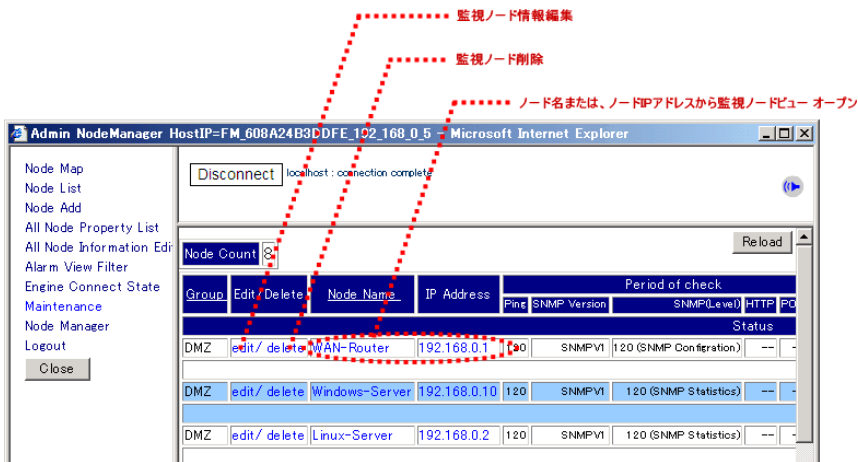 監視ノード情報編集
監視ノード削除
ノード名または、ノードIPアドレスから監視ノードビュー オープン
Admin NodeManager HostIP=FM_608A24B3DDFE_192_168_0_5 - Microsoft Internet Explorer
Node Map
Node List
Node Add
All Node Property List
All Node Information Edi
Alarm View Filter
Engine Connect State
Maintenance
Node Manager
Logout
Close
Disconnect localhost : connection complete
Reload
Node Count 8
Group Edit/Delete Node Name IP Address Period of check
Ping SNMP Version SNMP(Level) HTTP PO
Status
DMZ edit/ delete WAN-Router 192.168.0.1 120 SNMPV1 120 (SNMP Configration) -- -
DMZ edit/ delete Windows-Server 192.168.0.10 120 SNMPV1 120 (SNMP Statistics) -- -
DMZ edit/ delete Linux-Server 192.168.0.2 120 SNMPV1 120 (SNMP Statistics) -- -